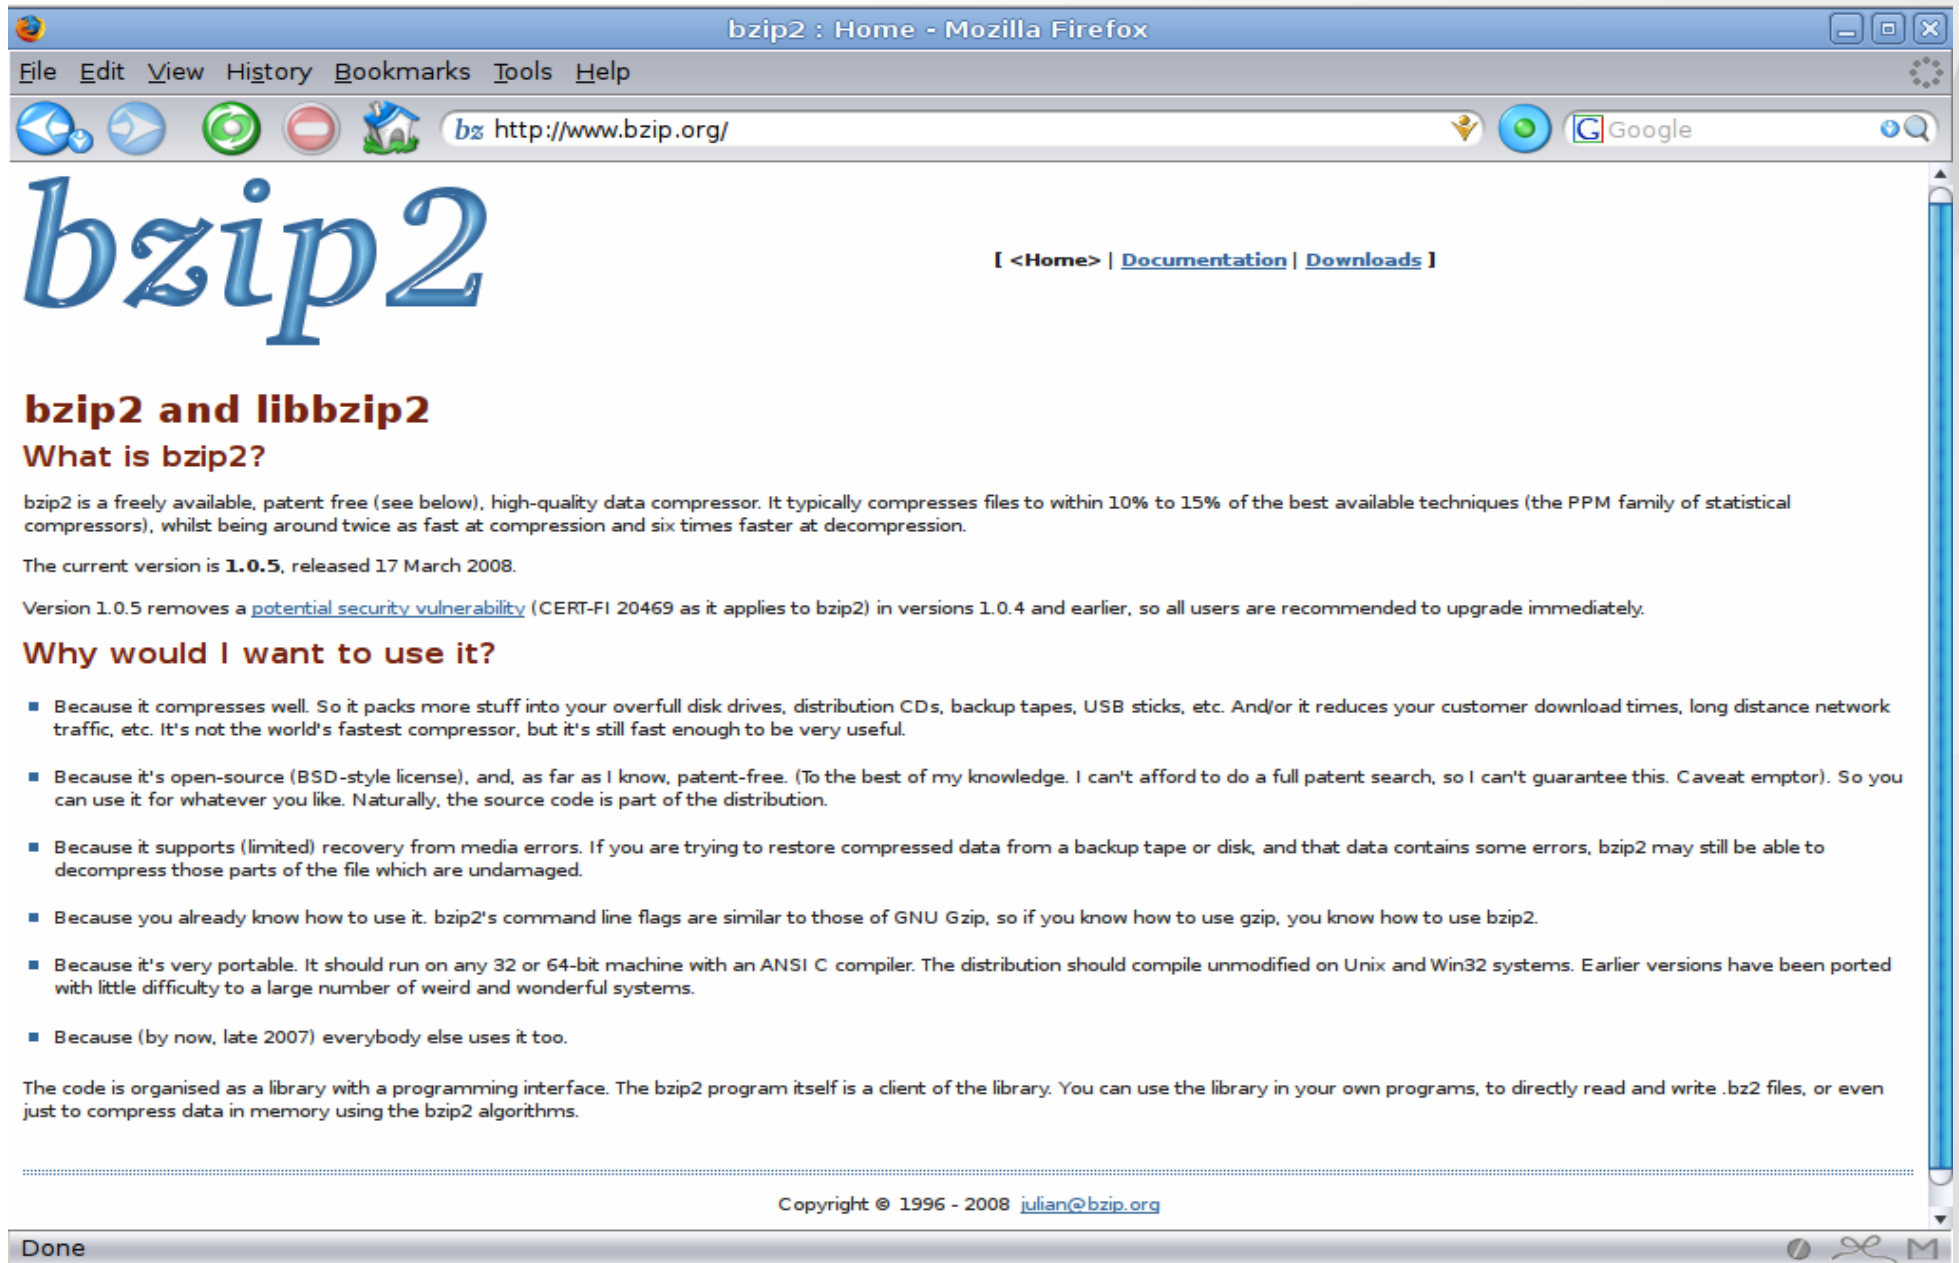 bzip2 : Home - Mozilla Firefox
File Edit View History Bookmarks Tools Help
bz http://www.bzip.org/
G Google
bzip2
[ <Home> | Documentation | Downloads ]
bzip2 and libbzip2
What is bzip2?
bzip2 is a freely available, patent free (see below), high-quality data compressor. It typically compresses files to within 10% to 15% of the best available techniques (the PPM family of statistical
compressors), whilst being around twice as fast at compression and six times faster at decompression.
The current version is 1.0.5, released 17 March 2008.
Version 1.0.5 removes a potential security vulnerability (CERT-FI 20469 as it applies to bzip2) in versions 1.0.4 and earlier, so all users are recommended to upgrade immediately.
Why would I want to use it?
Because it compresses well. So it packs more stuff into your overfull disk drives, distribution CDs, backup tapes, USB sticks, etc. And/or it reduces your customer download times, long distance network
traffic, etc. It's not the world's fastest compressor, but it's still fast enough to be very useful.
Because it's open-source (BSD-style license), and, as far as I know, patent-free. (To the best of my knowledge. I can't afford to do a full patent search, so I can't guarantee this. Caveat emptor). So you
can use it for whatever you like. Naturally, the source code is part of the distribution.
Because it supports (limited) recovery from media errors. If you are trying to restore compressed data from a backup tape or disk, and that data contains some errors, bzip2 may still be able to
decompress those parts of the file which are undamaged.
Because you already know how to use it. bzip2's command line flags are similar to those of GNU Gzip, so if you know how to use gzip, you know how to use bzip2.
Because it's very portable. It should run on any 32 or 64-bit machine with an ANSI C compiler. The distribution should compile unmodified on Unix and Win32 systems. Earlier versions have been ported
with little difficulty to a large number of weird and wonderful systems.
Because (by now, late 2007) everybody else uses it too.
The code is organised as a library with a programming interface. The bzip2 program itself is a client of the library. You can use the library in your own programs, to directly read and write .bz2 files, or even
just to compress data in memory using the bzip2 algorithms.
Copyright © 1996 - 2008 julian@bzip.org
Done